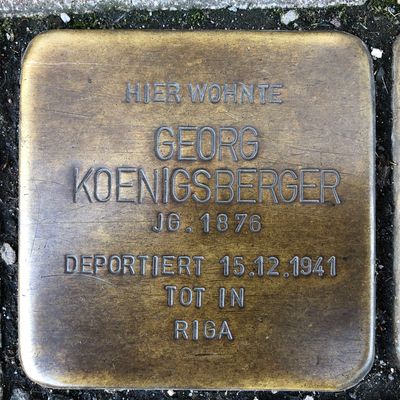 HIER WOHNTE
GEORG
KOENIGSBERGER
JG. 1876
DEPORTIERT 15.12.1941
TOT IN
RIGA